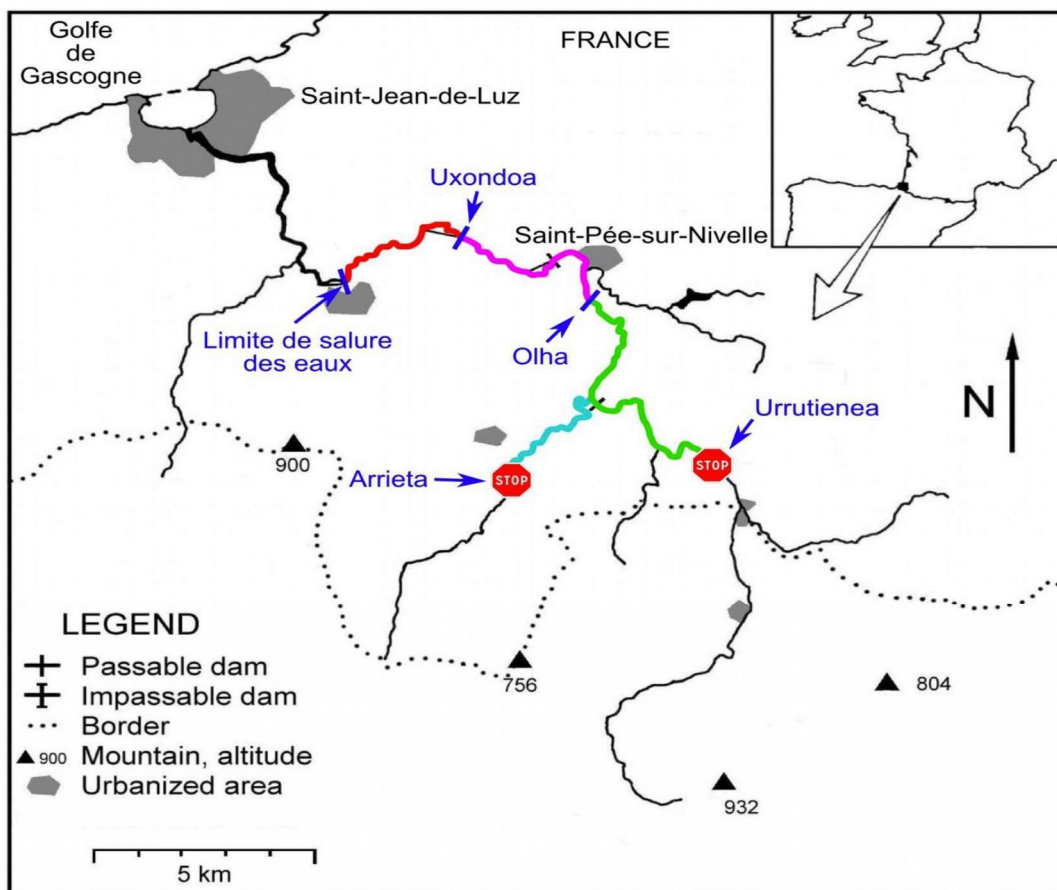 Golfe
de
Gascogne
FRANCE
Saint-Jean-de-Luz
Uxondoa
Saint-Pée-sur-Nivelle
Limite de salure
des eaux
Olha
N
Urrutienea
900
STOP
Arrieta
STOP
LEGEND
Passable dam
Impassable dam
Border
900 Mountain, altitude
Urbanized area
756
804
932
5 km